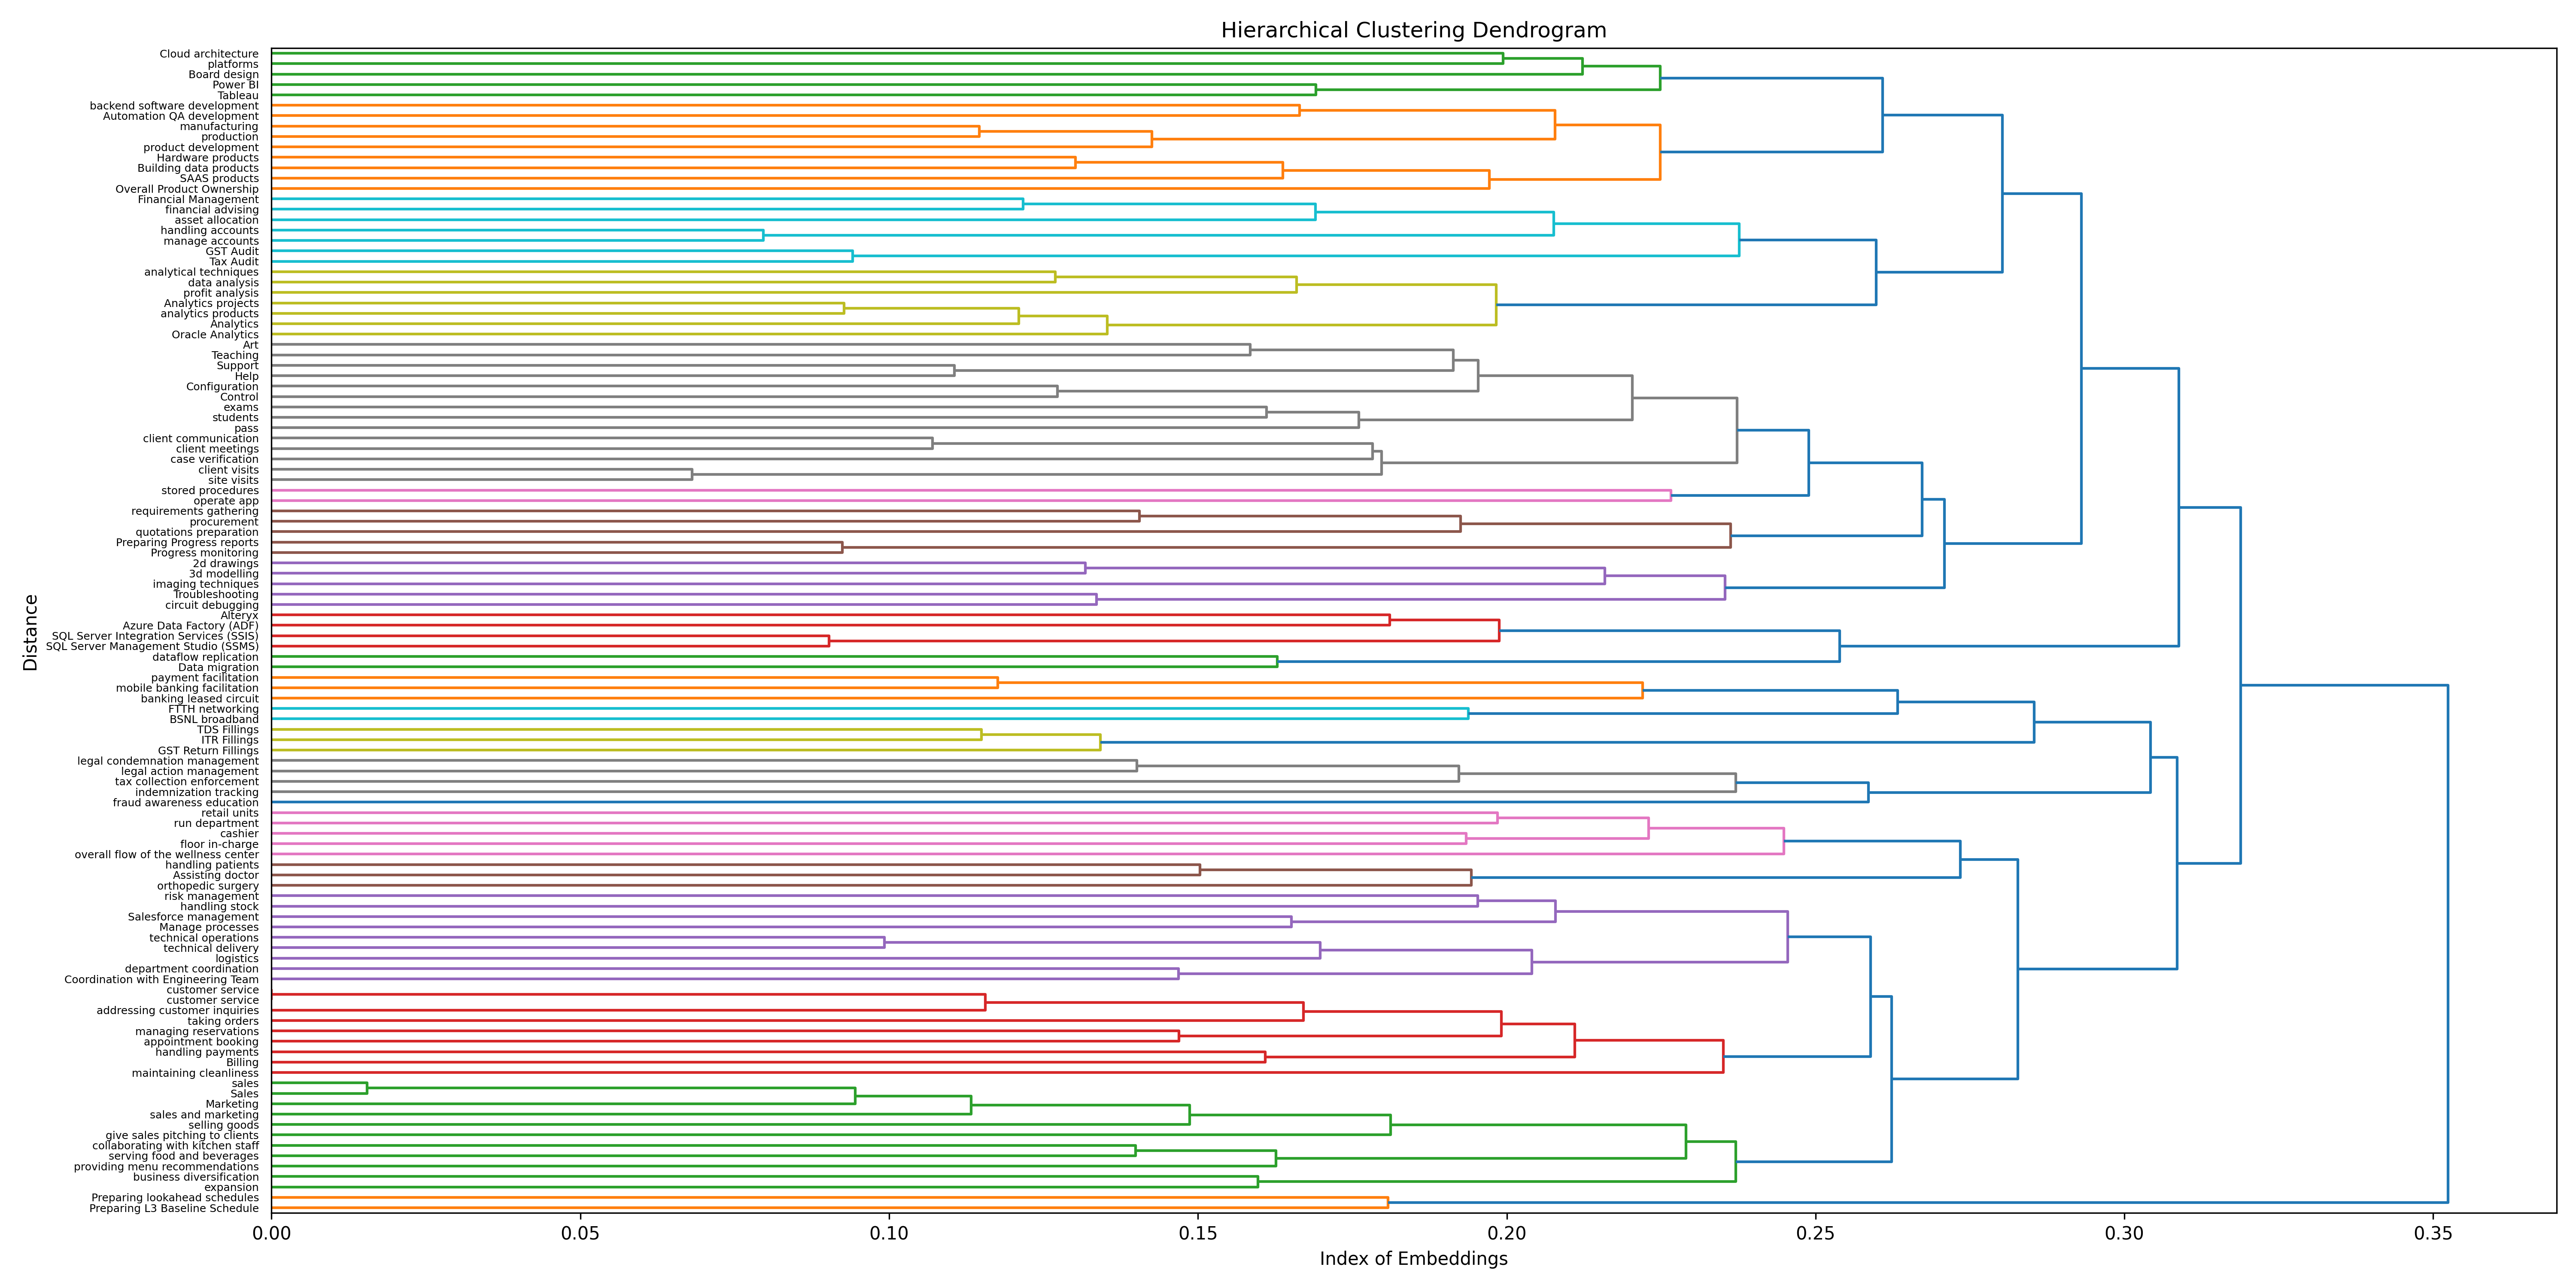 Hierarchical Clustering Dendrogram
Cloud architecture
platforms
Board design
Power BI
Tableau
backend software development
Automation QA development
manufacturing
production
product development
Hardware products
Building data products
SAAS products
Overall Product Ownership
Financial Management
financial advising
asset allocation
handling accounts
manage accounts
GST Audit
Tax Audit
analytical techniques
data analysis
profit analysis
Analytics projects
analytics products
Analytics
Oracle Analytics
Art
Teaching
Support
Help
Configuration
Control
exams
students
pass
client communication
client meetings
case verification
client visits
site visits
stored procedures
operate app
requirements gathering
procurement
quotations preparation
Preparing Progress reports
Progress monitoring
2d drawings
3d modelling
imaging techniques
Troubleshooting
circuit debugging
Alteryx
Azure Data Factory (ADF)
SQL Server Integration Services (SSIS)
SQL Server Management Studio (SSMS)
dataflow replication
Data migration
payment facilitation
mobile banking facilitation
banking leased circuit
FTTH networking
BSNL broadband
TDS Fillings
ITR Fillings
GST Return Fillings
legal condemnation management
legal action management
tax collection enforcement
indemnization tracking
fraud awareness education
retail units
run department
cashier
floor in-charge
overall flow of the wellness center
handling patients
Assisting doctor
orthopedic surgery
risk management
handling stock
Salesforce management
Manage processes
technical operations
technical delivery
logistics
department coordination
Coordination with Engineering Team
customer service
customer service
addressing customer inquiries
taking orders
managing reservations
appointment booking
handling payments
Billing
maintaining cleanliness
sales
Sales
Marketing
sales and marketing
selling goods
give sales pitching to clients
collaborating with kitchen staff
serving food and beverages
providing menu recommendations
business diversification
expansion
Preparing lookahead schedules
Preparing L3 Baseline Schedule
Distance
0.00 0.05 0.10 0.15 0.20 0.25 0.30 0.35
Index of Embeddings